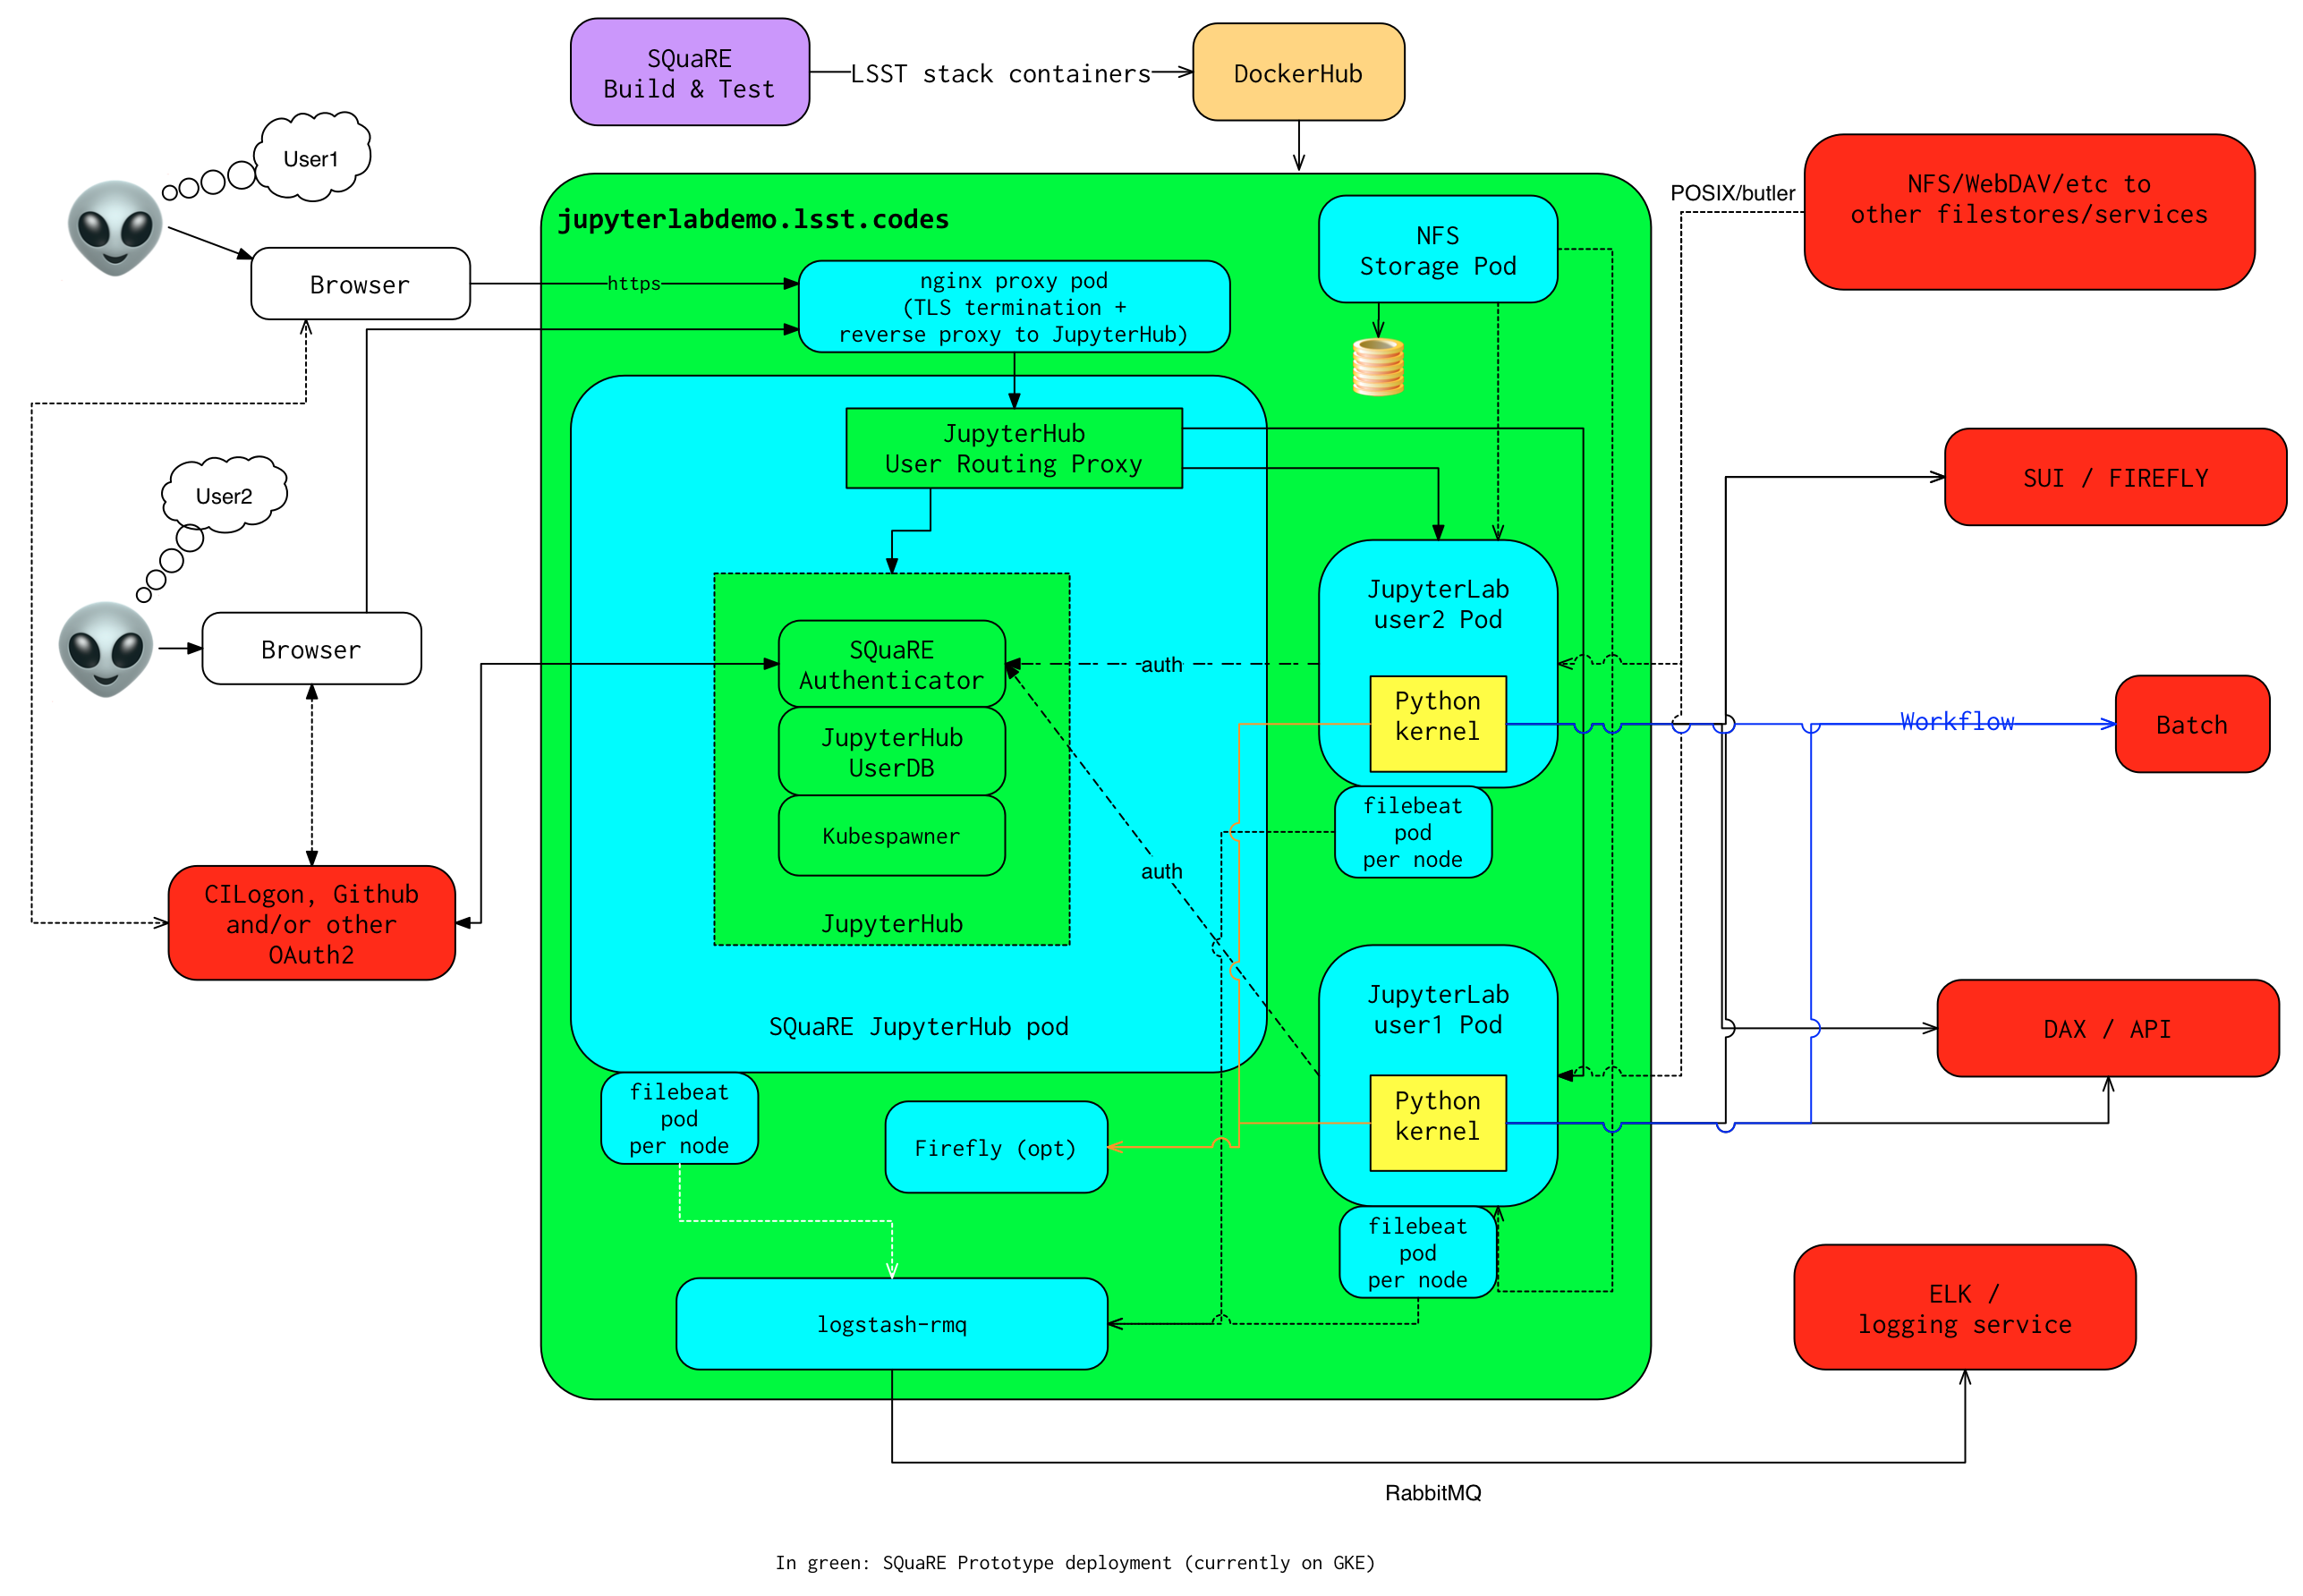 SQuaRE
Build & Test
LSST stack containers
DockerHub
User1
Browser
https
jupyterlabdemo.lsst.codes
nginx proxy pod
(TLS termination +
reverse proxy to JupyterHub)
NFS
Storage Pod
POSIX/butler
NFS/WebDAV/etc to
other filestores/services
JupyterHub
User Routing Proxy
SUI / FIREFLY
User2
Browser
SQuaRE
Authenticator
JupyterHub
UserDB
Kubespawner
JupyterHub
SQuaRE JupyterHub pod
auth
auth
JupyterLab
user2 Pod
Python
kernel
filebeat
pod
per node
Workflow
Batch
CILogon, Github
and/or other
OAuth2
JupyterLab
user1 Pod
Python
kernel
DAX / API
filebeat
pod
per node
Firefly (opt)
filebeat
pod
per node
logstash-rmq
ELK /
logging service
RabbitMQ
In green: SQuaRE Prototype deployment (currently on GKE)